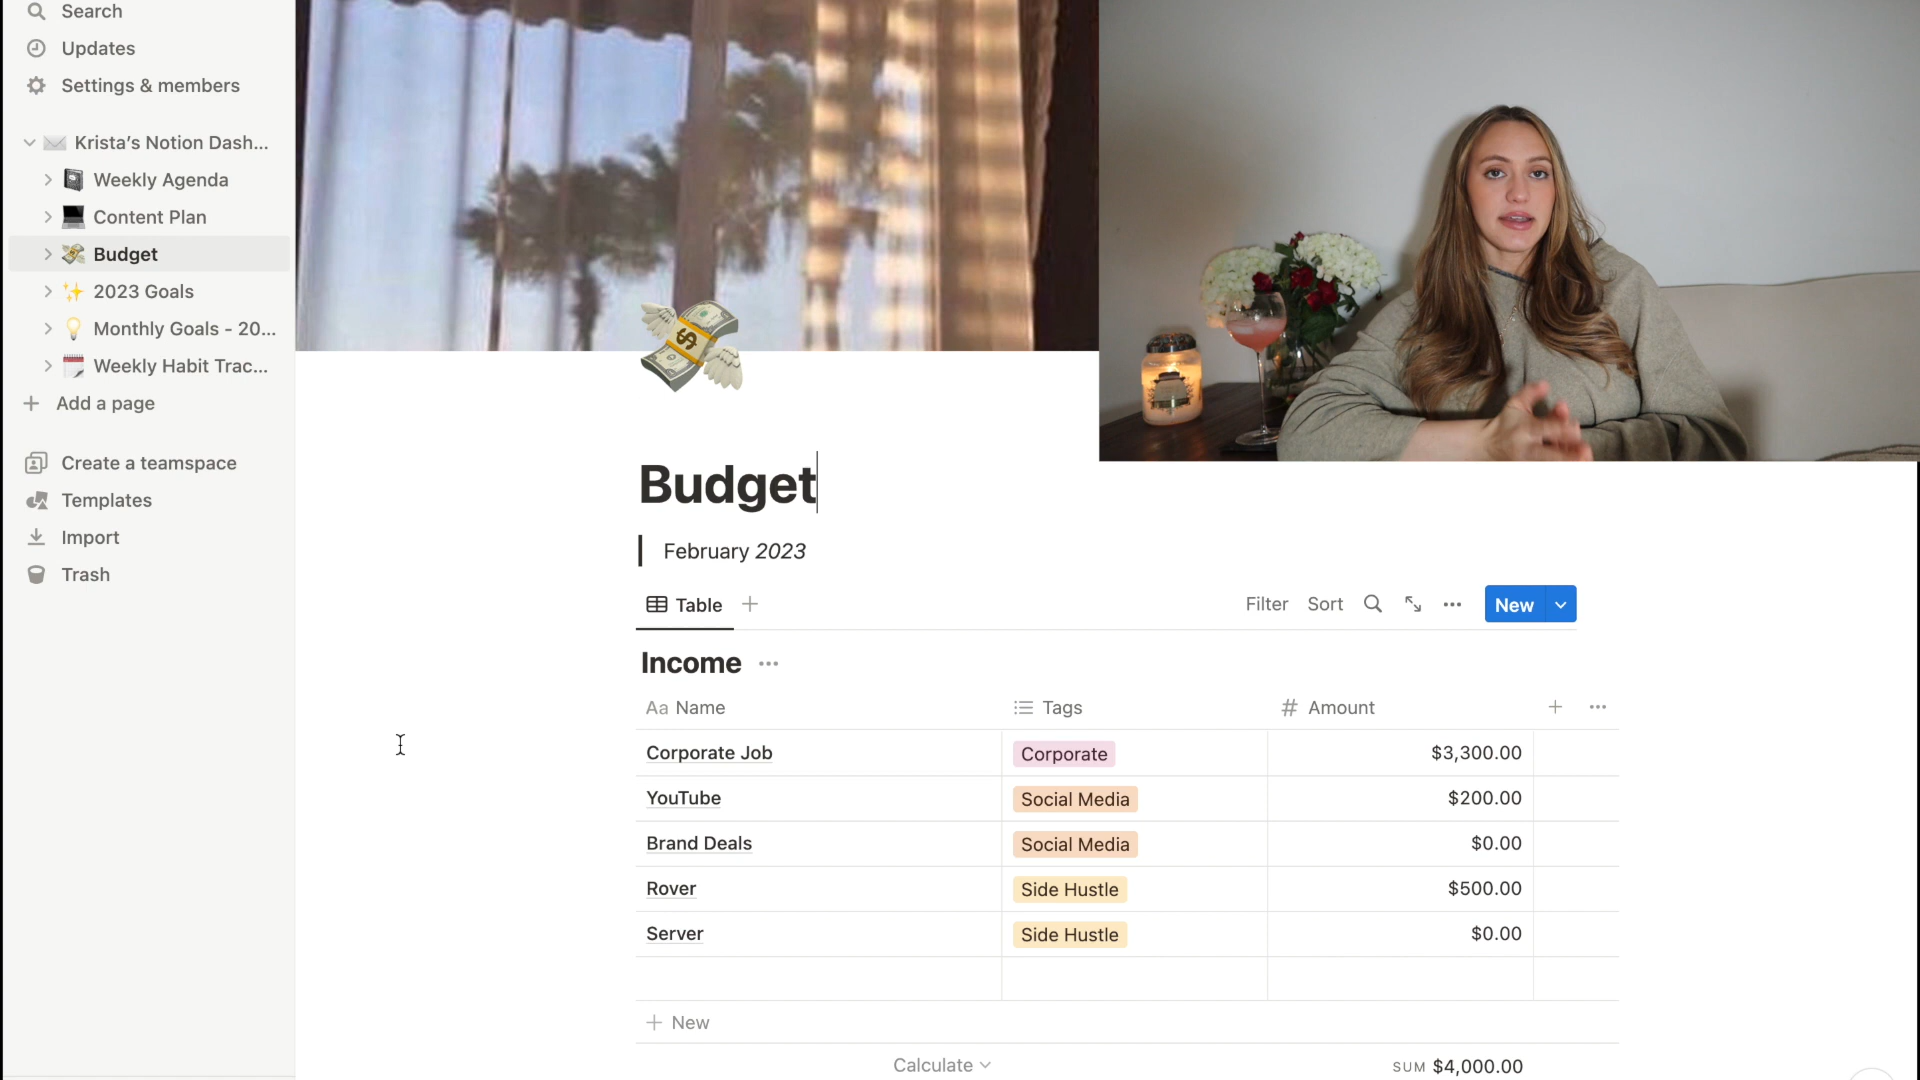 Search
Updates
Settings & members
Krista's Notion Dash...
Weekly Agenda
Content Plan
Budget
2023 Goals
Monthly Goals - 20...
Weekly Habit Trac...
Add a page
Create a teamspace
Templates
Import
Trash
Budget
February 2023
Table
Filter Sort New
Income
Aa Name Tags # Amount
Corporate Job Corporate $3,300.00
YouTube Social Media $200.00
Brand Deals Social Media $0.00
Rover Side Hustle $500.00
Server Side Hustle $0.00
New
Calculate SUM $4,000.00